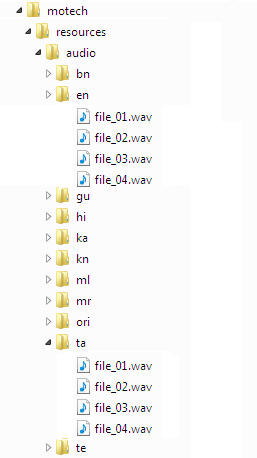 motech
resources
audio
bn
en
file_01.wav
file_02.wav
file_03.wav
file_04.wav
gu
hi
ka
kn
ml
mr
ori
ta
file_01.wav
file_02.wav
file_03.wav
file_04.wav
te